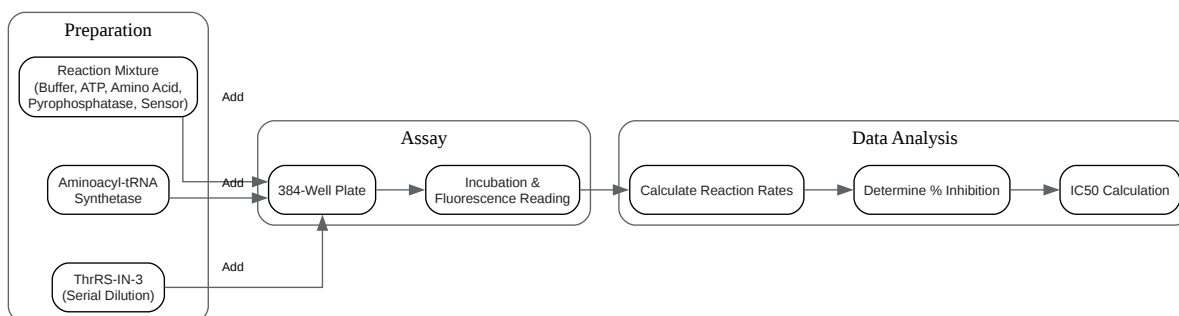 Preparation
Reaction Mixture
(Buffer, ATP, Amino Acid,
Pyrophosphatase, Sensor)
Add
Aminoacyl-tRNA
Synthetase
Add
ThrRS-IN-3
(Serial Dilution)
Add
Assay
384-Well Plate
Incubation &
Fluorescence Reading
Data Analysis
Calculate Reaction Rates
Determine % Inhibition
IC50 Calculation